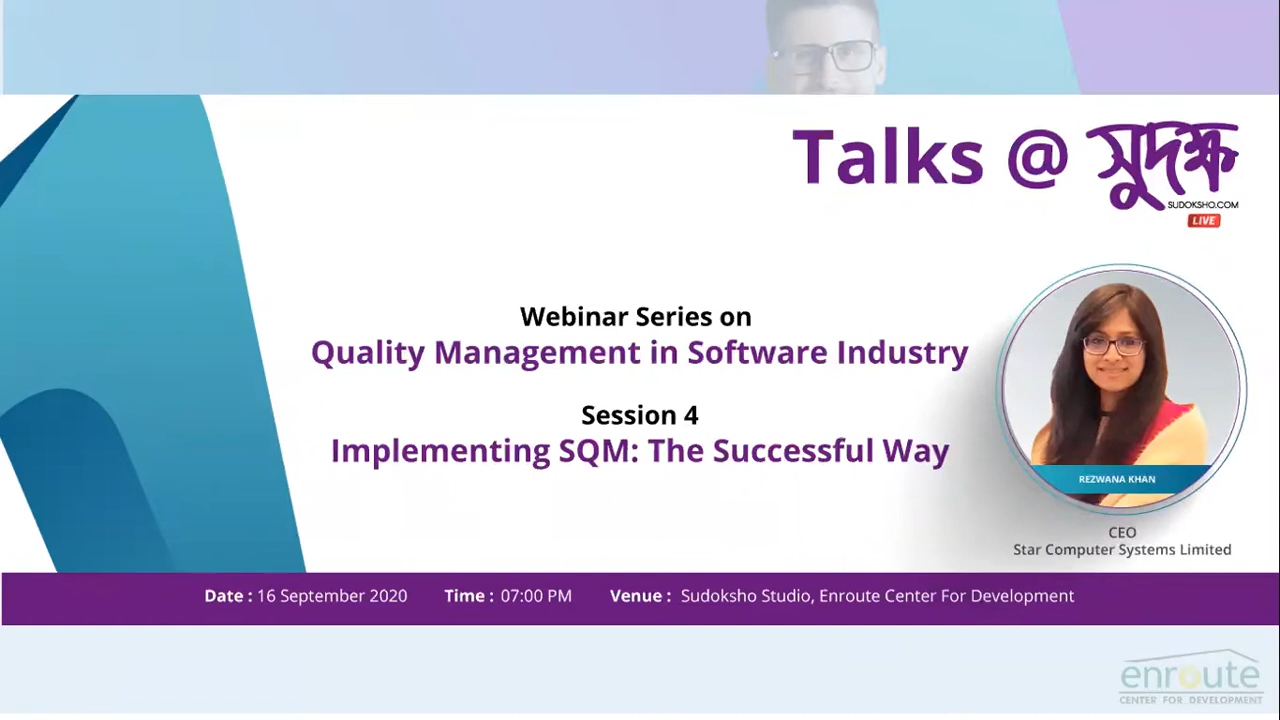 Talks @ সুদক্ষ
SUDOKSHO.COM
LIVE
Webinar Series on
Quality Management in Software Industry
Session 4
Implementing SQM: The Successful Way
REZWANA KHAN
CEO
Star Computer Systems Limited
Date : 16 September 2020 Time : 07:00 PM Venue : Sudoksho Studio, Enroute Center For Development
enroute
CENTER FOR DEVELOPMENT